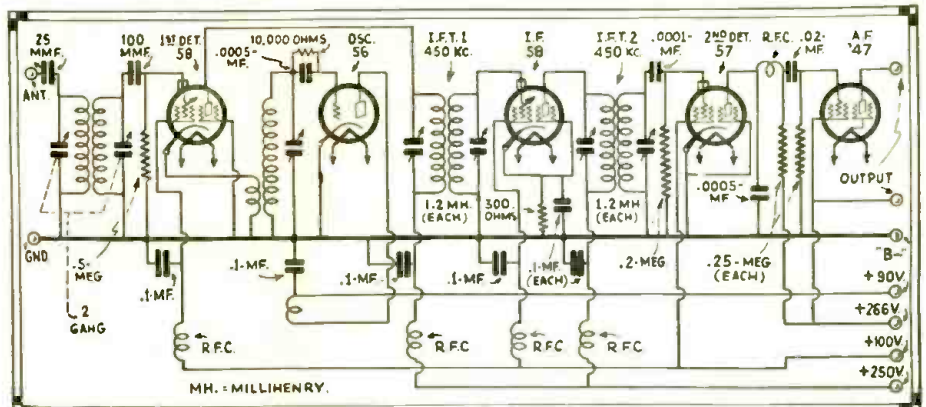 25
MMF.
ANT.
100
MMF.
1ST DET.
58
.0005-
MF.
10,000 OHMS
OSC.
56
I.F.T. 1
450 KC.
I.F.
58
I.F.T. 2
450 KC.
.0001-
MF.
2ND DET.
57
R.F.C.
.02-
MF.
A.F.
'47
OUTPUT
1.2 MH.
(EACH)
300
OHMS
1.2 MH
(EACH)
.0005-
MF
GND.
.5-
MEG
.1-MF.
.1-MF.
.1-MF.
.1-MF.
.1-MF.
(EACH)
.2-MEG
.25-MEG
(EACH)
"B-"
+90V.
+266V.
+100V.
+250V.
2
GANG
R.F.C.
R.F.C
R.F.C
R.F.C.
MH. = MILLIHENRY.